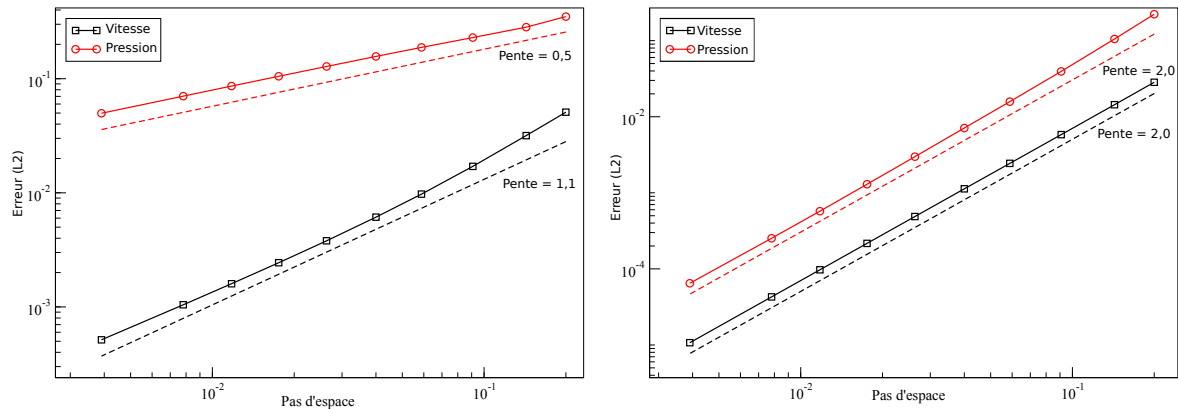 Vitesse
Pression
Pente = 0,5
Pente = 1,1
Erreur (L2)
10^-1
10^-2
10^-3
10^-2
10^-1
Pas d'espace
Vitesse
Pression
Pente = 2,0
Pente = 2,0
Erreur (L2)
10^-2
10^-4
10^-2
10^-1
Pas d'espace